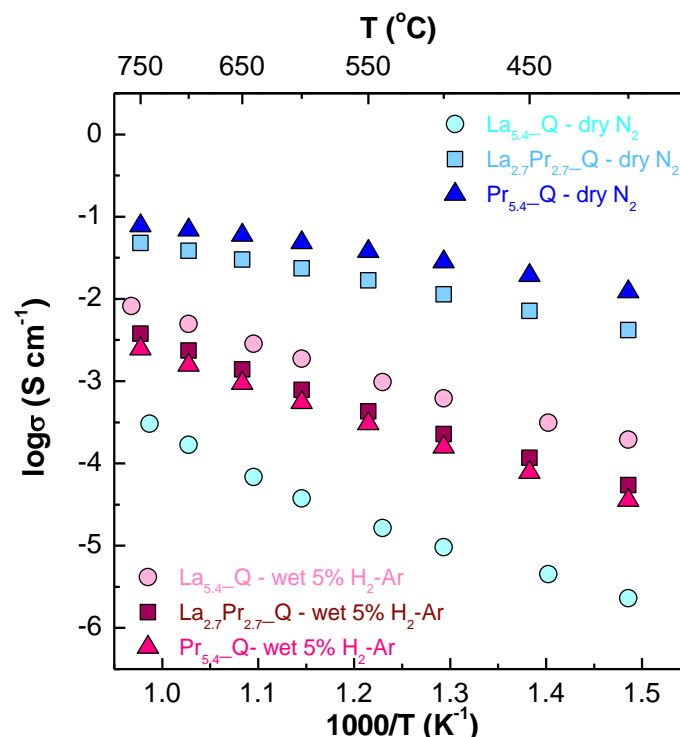 T (°C)
750 650 550 450
0
-1
-2
-3
-4
-5
-6
logσ (S cm⁻¹)
La₅.₄_Q - dry N₂
La₂.₇Pr₂.₇_Q - dry N₂
Pr₅.₄_Q - dry N₂
La₅.₄_Q - wet 5% H₂-Ar
La₂.₇Pr₂.₇_Q - wet 5% H₂-Ar
Pr₅.₄_Q- wet 5% H₂-Ar
1.0 1.1 1.2 1.3 1.4 1.5
1000/T (K⁻¹)